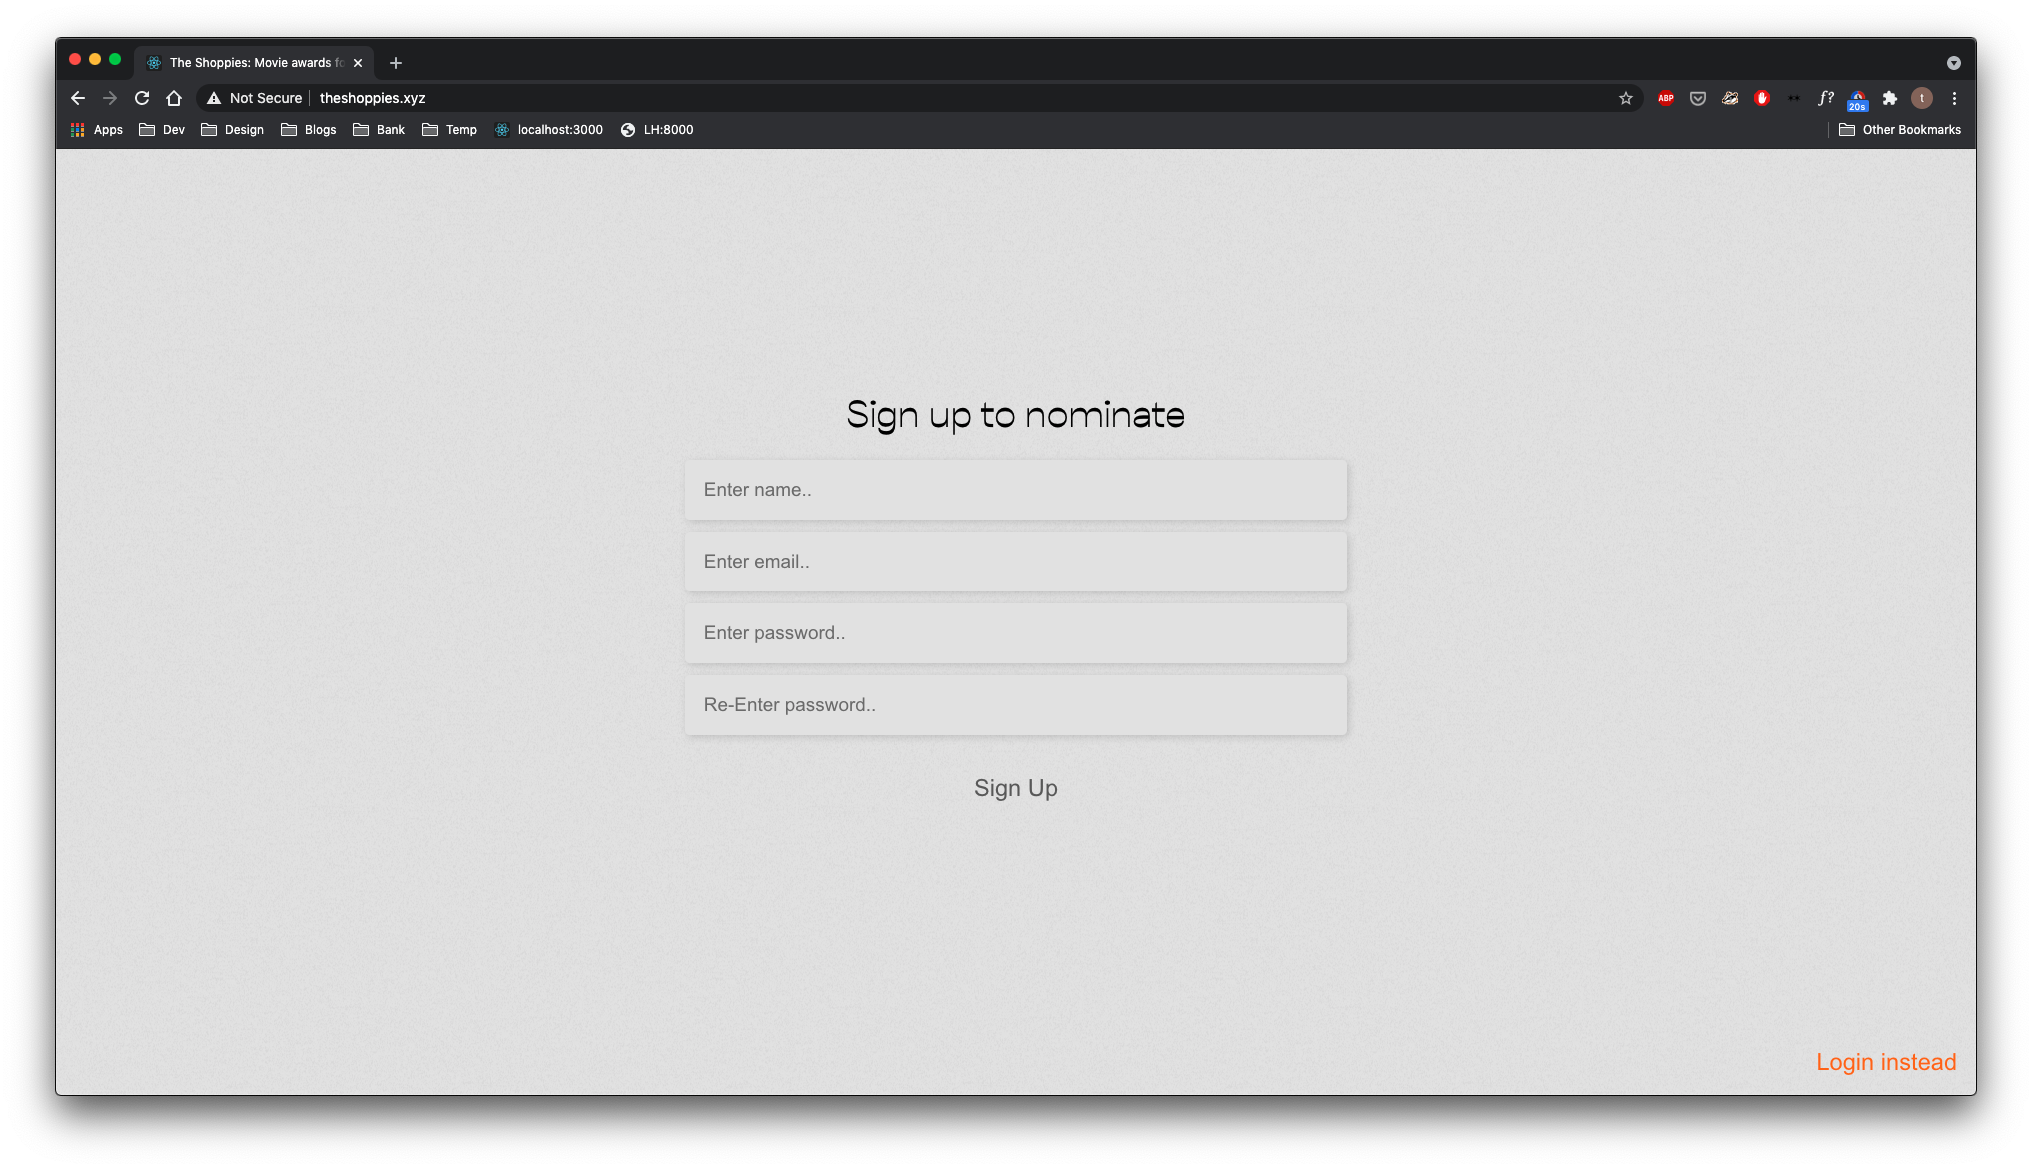 The Shoppies: Movie awards fo
Not Secure theshoppies.xyz
ABP
f?
20s
t
Apps Dev Design Blogs Bank Temp localhost:3000 LH:8000 Other Bookmarks
Sign up to nominate
Enter name..
Enter email..
Enter password..
Re-Enter password..
Sign Up
Login instead